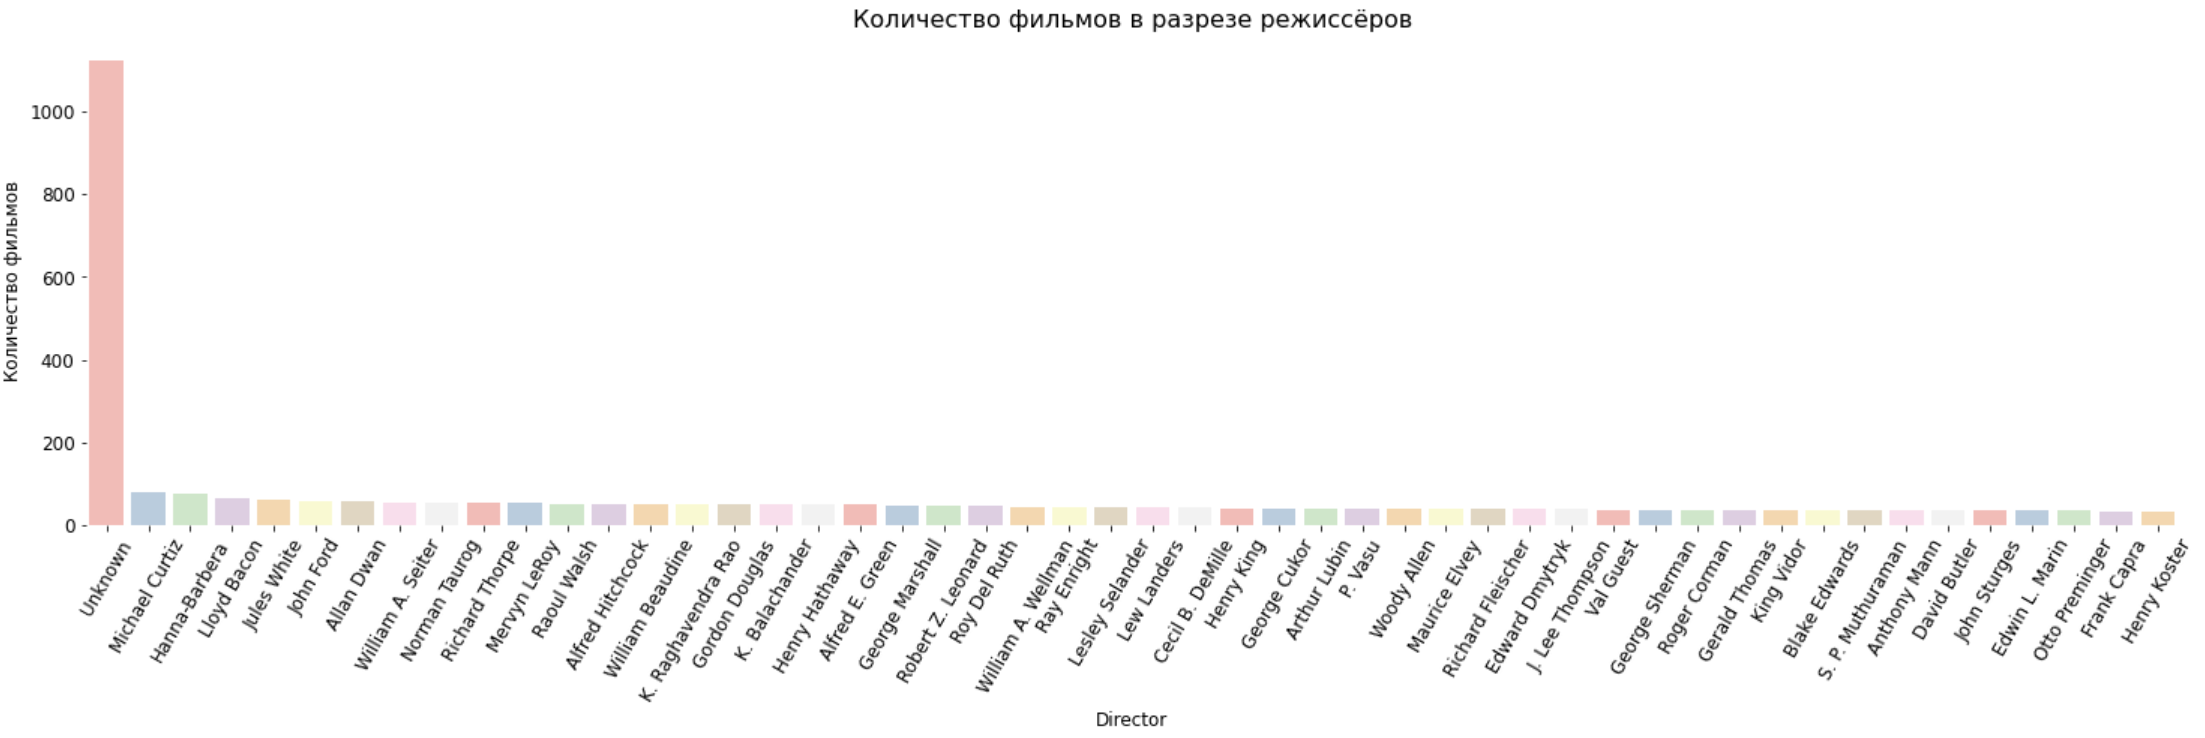 Количество фильмов в разрезе режиссёров
Количество фильмов
1000
800
600
400
200
0
Unknown
Michael Curtiz
Hanna-Barbera
Lloyd Bacon
Jules White
John Ford
Allan Dwan
William A. Seiter
Norman Taurog
Richard Thorpe
Mervyn LeRoy
Raoul Walsh
Alfred Hitchcock
William Beaudine
K. Raghavendra Rao
Gordon Douglas
K. Balachander
Henry Hathaway
Alfred E. Green
George Marshall
Robert Z. Leonard
Roy Del Ruth
William A. Wellman
Ray Enright
Lesley Selander
Lew Landers
Cecil B. DeMille
Henry King
George Cukor
Arthur Lubin
P. Vasu
Woody Allen
Maurice Elvey
Richard Fleischer
Edward Dmytryk
J. Lee Thompson
Val Guest
George Sherman
Roger Corman
Gerald Thomas
King Vidor
Blake Edwards
S. P. Muthuraman
Anthony Mann
David Butler
John Sturges
Edwin L. Marin
Otto Preminger
Frank Capra
Henry Koster
Director